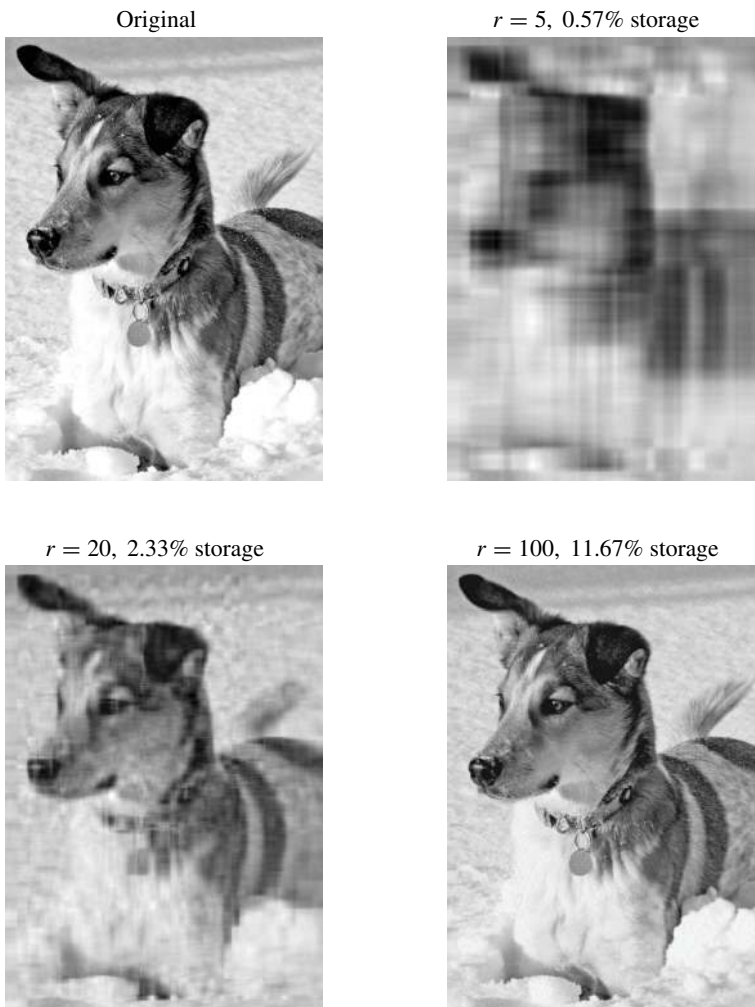 Original
r = 5, 0.57% storage
r = 20, 2.33% storage
r = 100, 11.67% storage